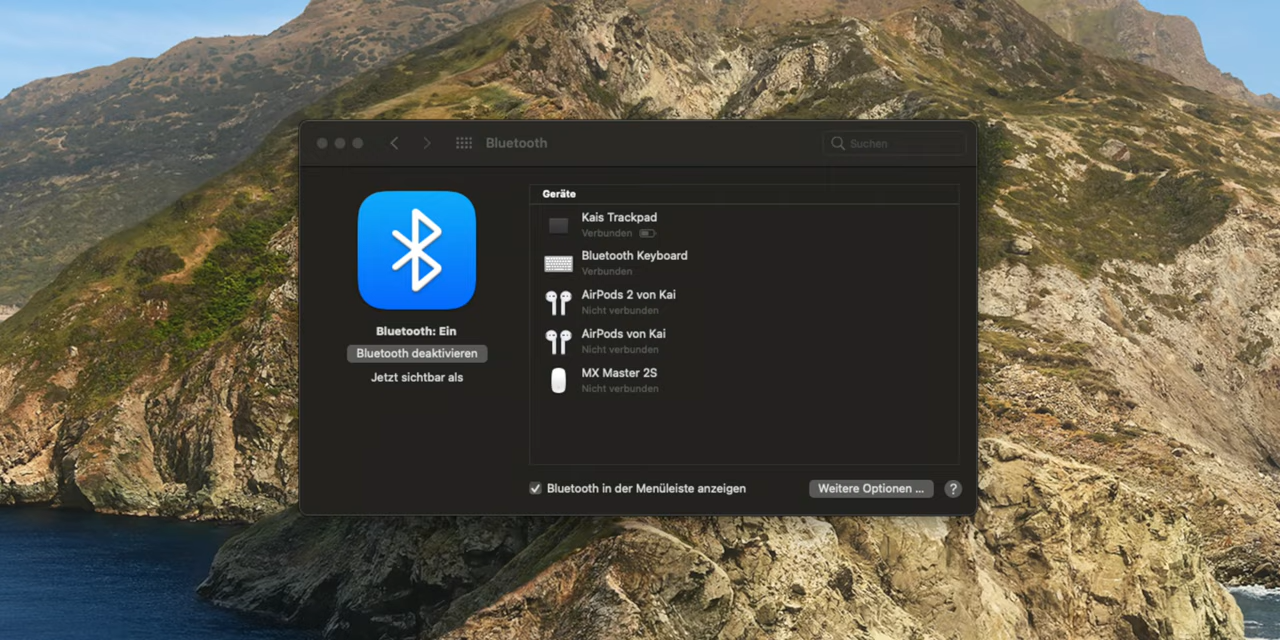 Bluetooth
Suchen
Bluetooth: Ein
Bluetooth deaktivieren
Jetzt sichtbar als
Geräte
Kais Trackpad
Verbunden
Bluetooth Keyboard
Verbunden
AirPods 2 von Kai
Nicht verbunden
AirPods von Kai
Nicht verbunden
MX Master 2S
Nicht verbunden
Bluetooth in der Menüleiste anzeigen
Weitere Optionen ...
?